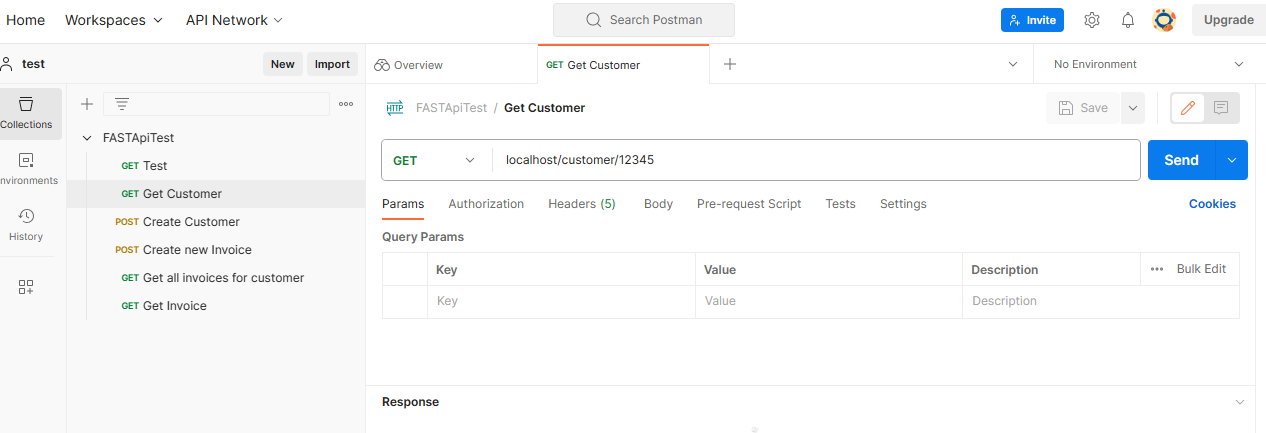 Home Workspaces API Network Search Postman Invite Upgrade
test New Import Overview GET Get Customer No Environment
Collections
FASTApiTest / Get Customer Save
FASTApiTest
GET Test
GET localhost/customer/12345 Send
nvironments
GET Get Customer
Params Authorization Headers (5) Body Pre-request Script Tests Settings Cookies
History
POST Create Customer
Query Params
POST Create new Invoice
Key Value Description Bulk Edit
GET Get all invoices for customer
Key Value Description
GET Get Invoice
Response